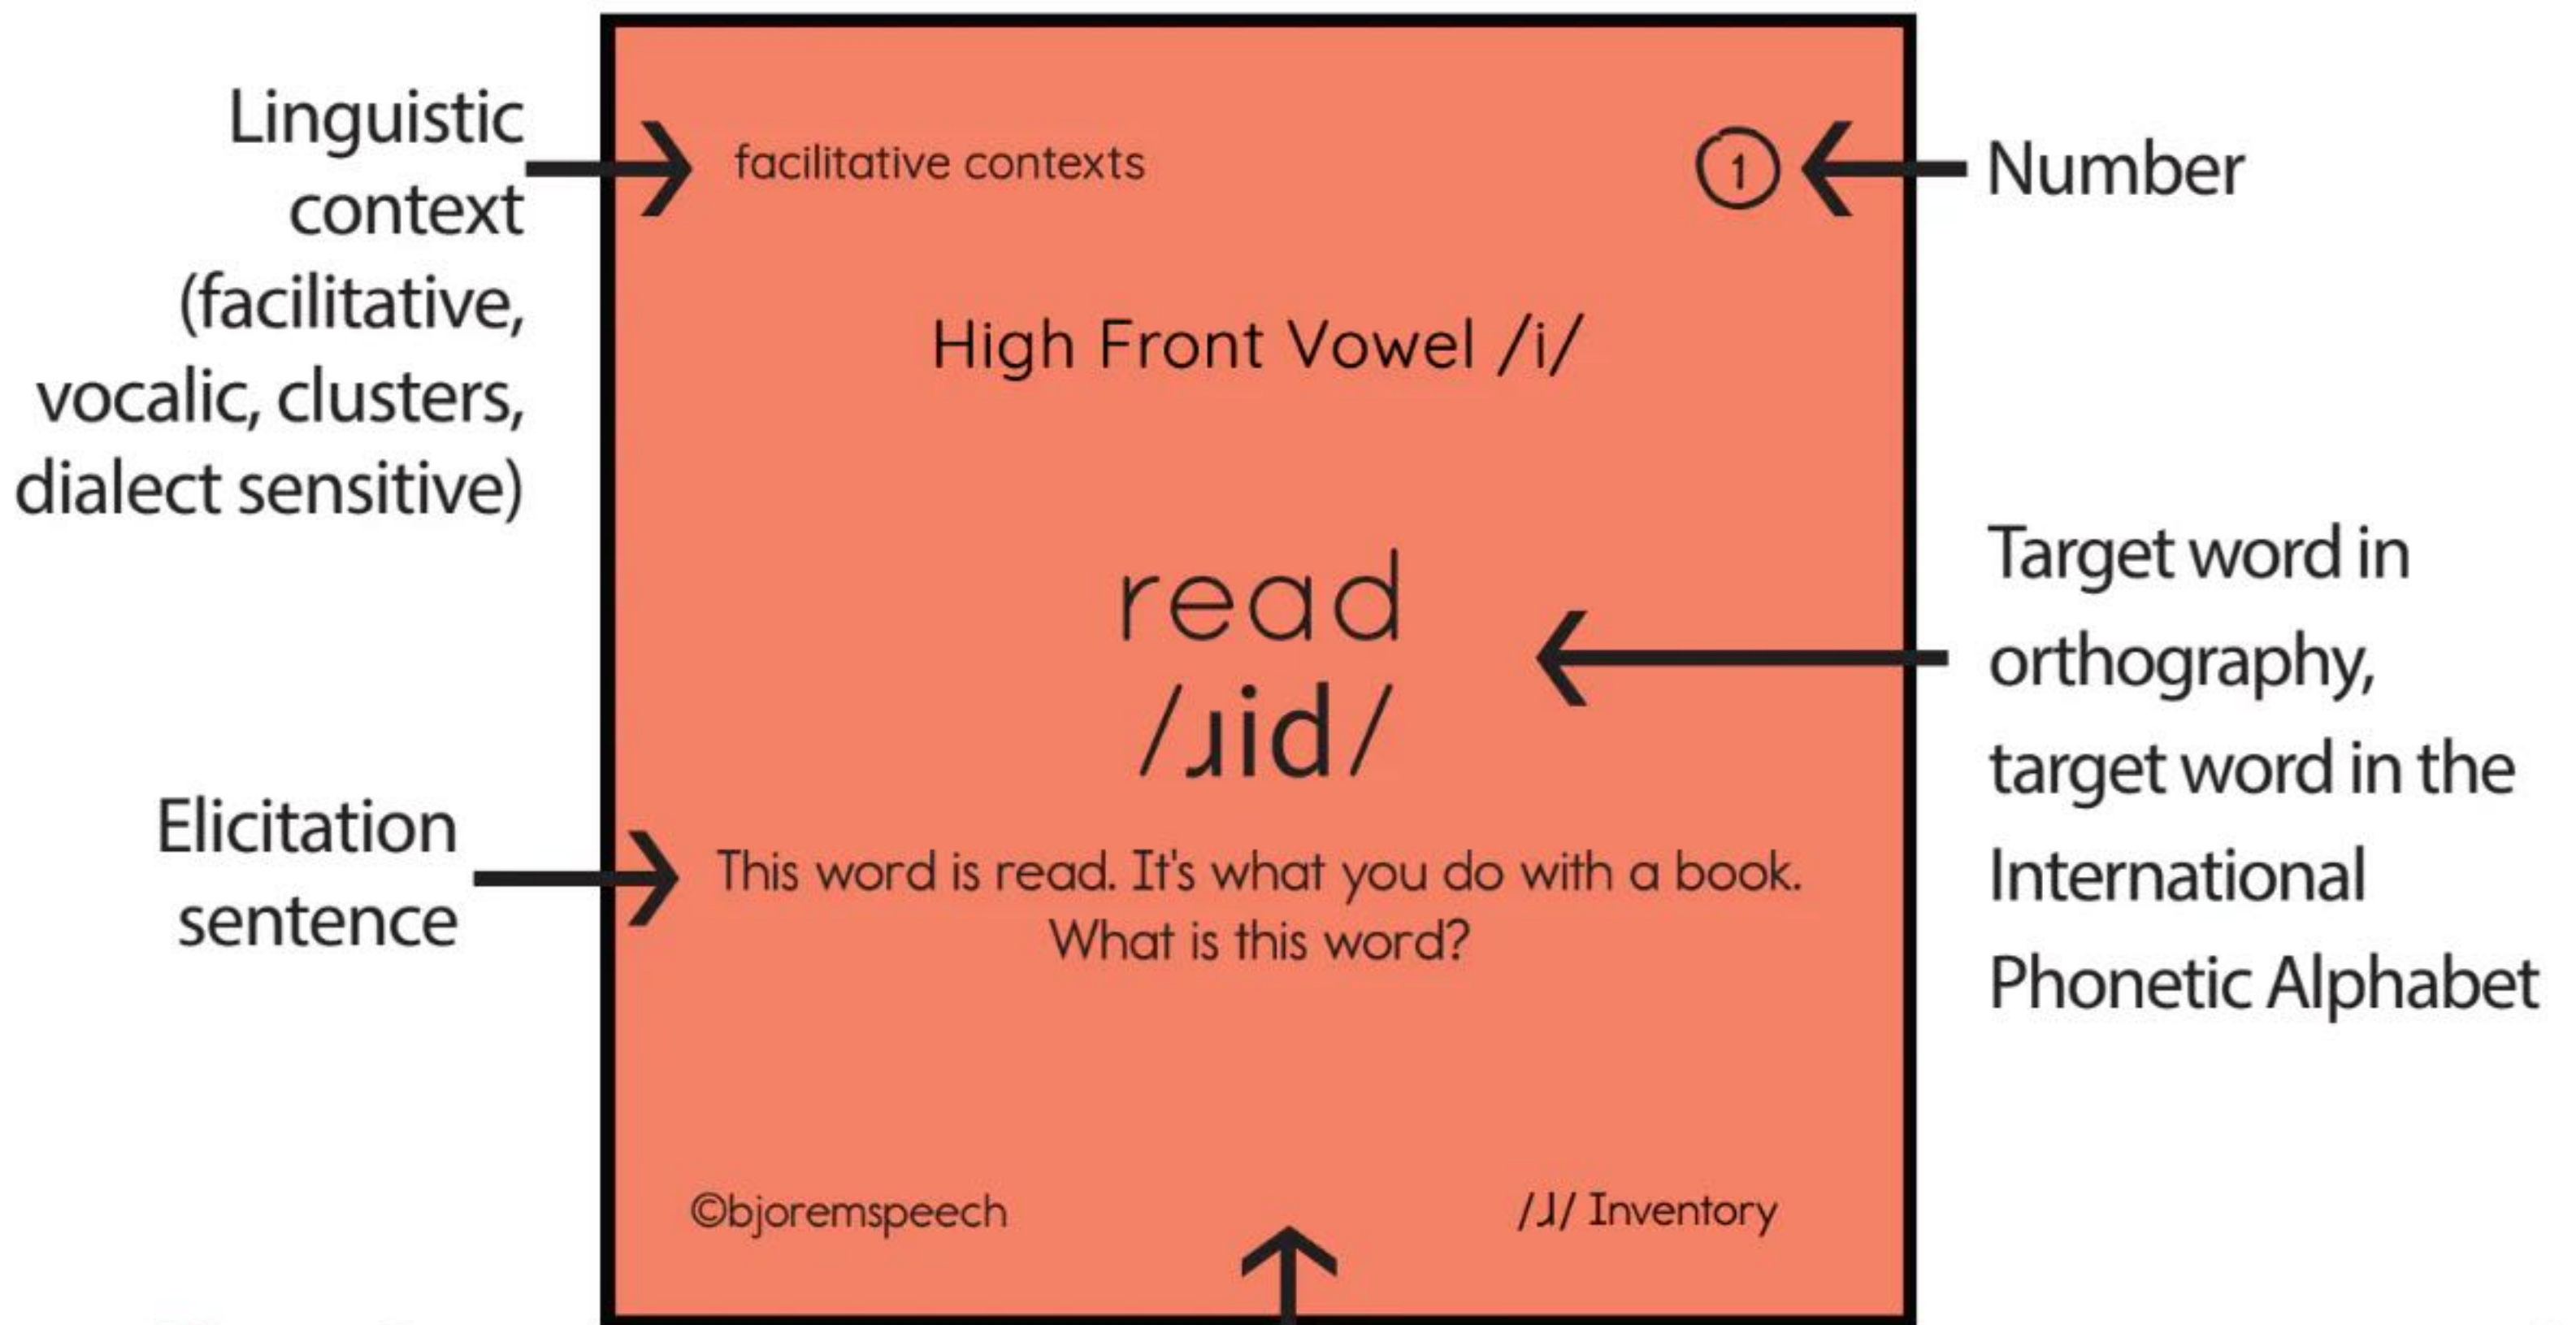 Linguistic
context
(facilitative,
vocalic, clusters,
dialect sensitive)
facilitative contexts
1
Number
High Front Vowel /i/
read
/ɹid/
Target word in
orthography,
target word in the
International
Phonetic Alphabet
Elicitation
sentence
This word is read. It's what you do with a book.
What is this word?
©bjoremspeech
/ɹ/ Inventory